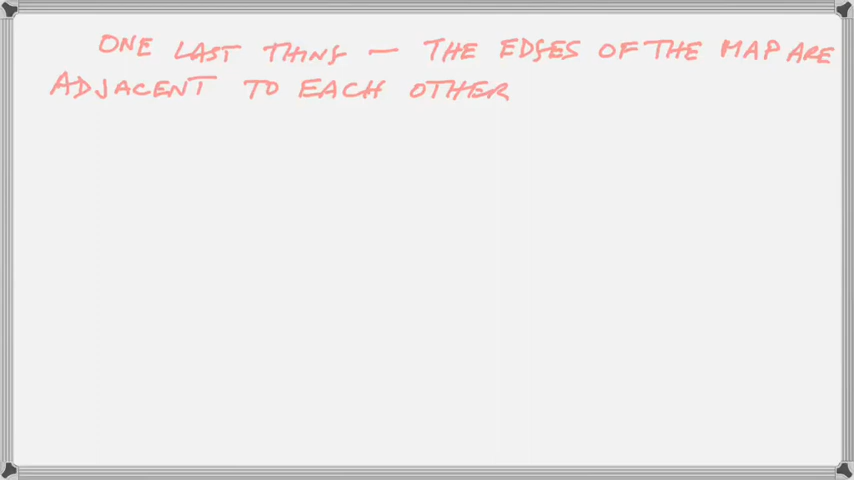 ONE LAST THING — THE EDGES OF THE MAP ARE
ADJACENT TO EACH OTHER